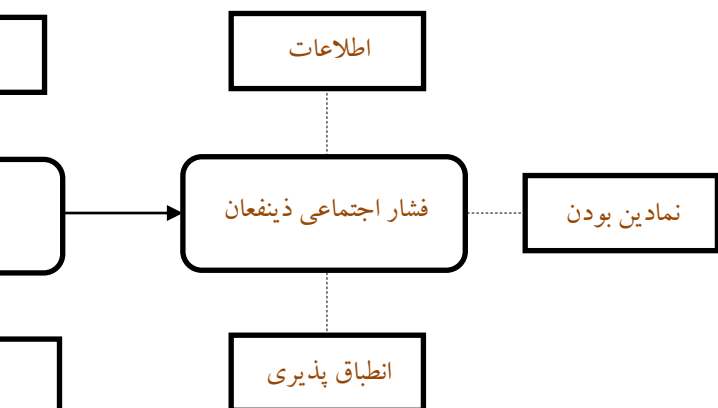 اطلاعات
فشار اجتماعی ذینفعان
نمادین بودن
انطباق پذیری